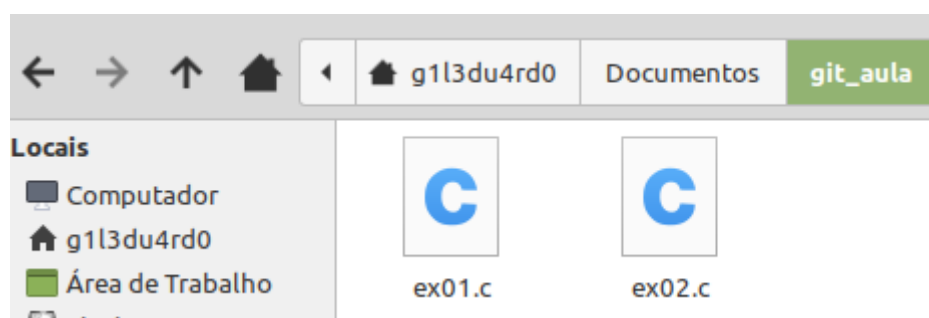 g1l3du4rd0 Documentos git_aula
Locais
Computador
g1l3du4rd0
Área de Trabalho
C C
ex01.c ex02.c